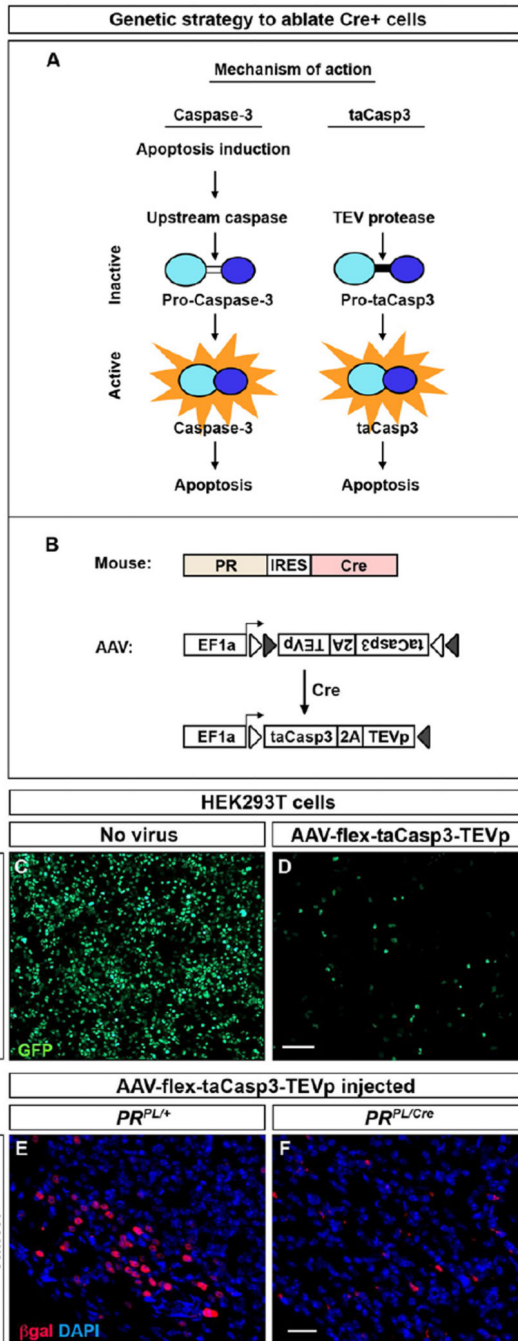 Genetic strategy to ablate Cre+ cells
A
Mechanism of action
Caspase-3 taCasp3
Apoptosis induction
Upstream caspase TEV protease
Inactive
Pro-Caspase-3 Pro-taCasp3
Active
Caspase-3 taCasp3
Apoptosis Apoptosis
B
Mouse: PR IRES Cre
AAV: EF1a TEVp 2A taCasp3
Cre
EF1a taCasp3 2A TEVp
HEK293T cells
No virus AAV-flex-taCasp3-TEVp
C D
GFP
AAV-flex-taCasp3-TEVp injected
PR^PL/+ PR^PL/Cre
E F
βgal DAPI